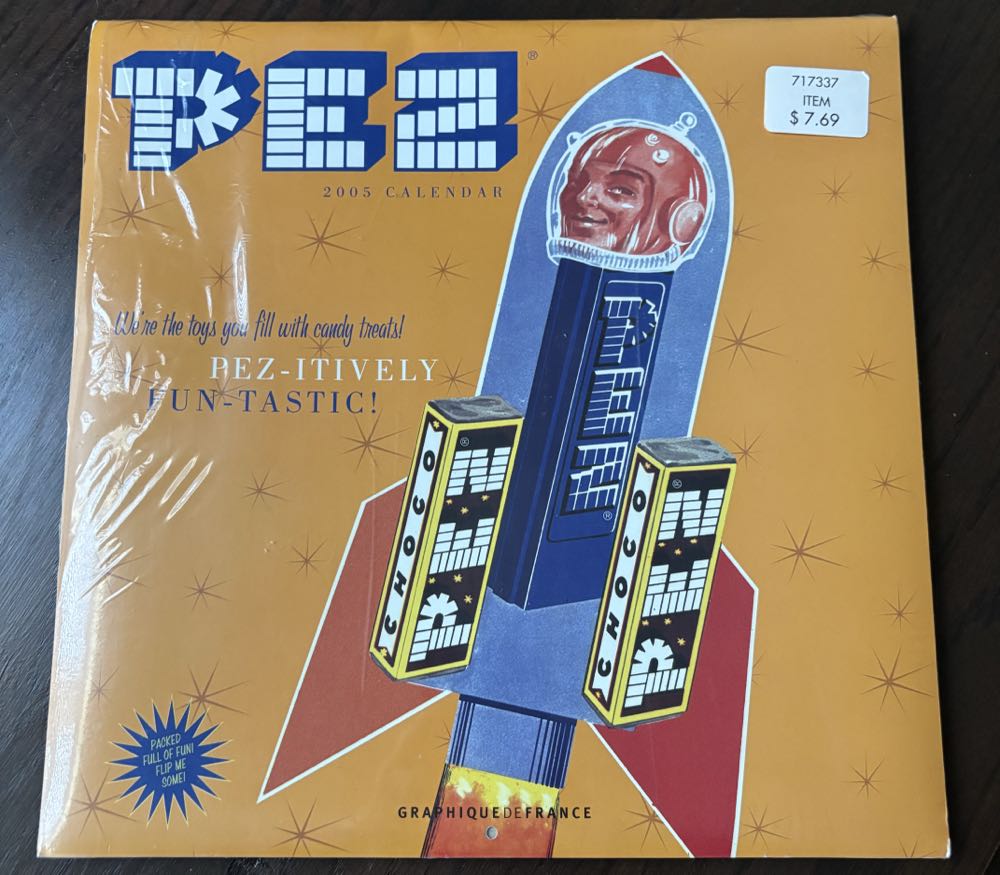 PEZ®
2005 CALENDAR
717337
ITEM
$ 7.69
We're the toys you fill with candy treats!
PEZ-ITIVELY
FUN-TASTIC!
PEZ®
CHOCO
PEZ®
CHOCO
PEZ®
PACKED
FULL OF FUN!
FLIP ME
SOME!
GRAPHIQUEDEFRANCE